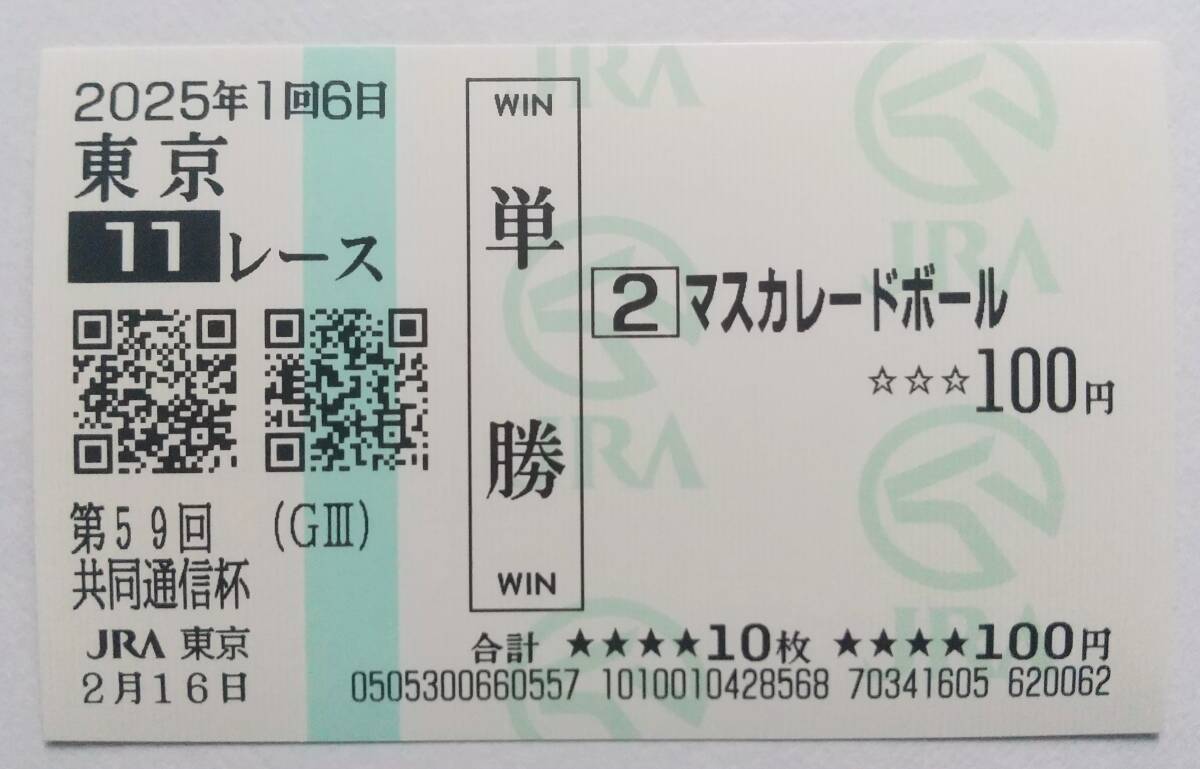 2025年1回6日
東京
11レース
第59回 (GⅢ)
共同通信杯
JRA 東京
2月16日
WIN
単勝
WIN
2 マスカレードボール
☆☆☆100円
合計 ★★★★10枚 ★★★★100円
0505300660557 1010010428568 70341605 620062
JRA
JRA
JRA